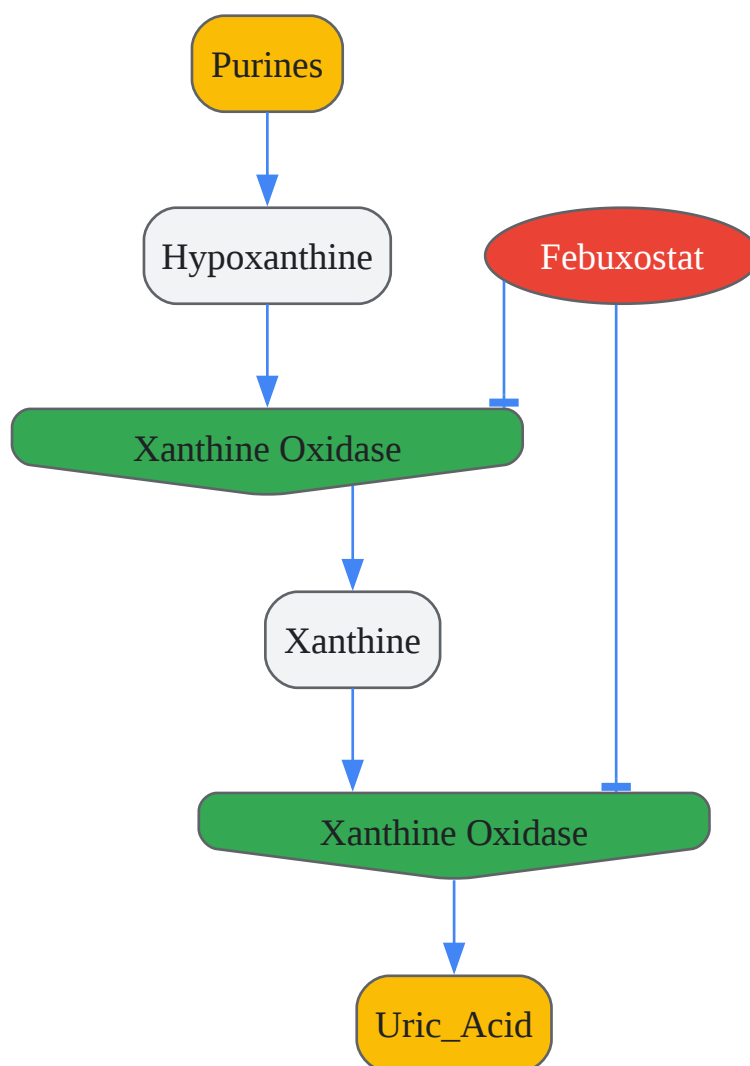 Purines
Hypoxanthine
Febuxostat
Xanthine Oxidase
Xanthine
Xanthine Oxidase
Uric_Acid